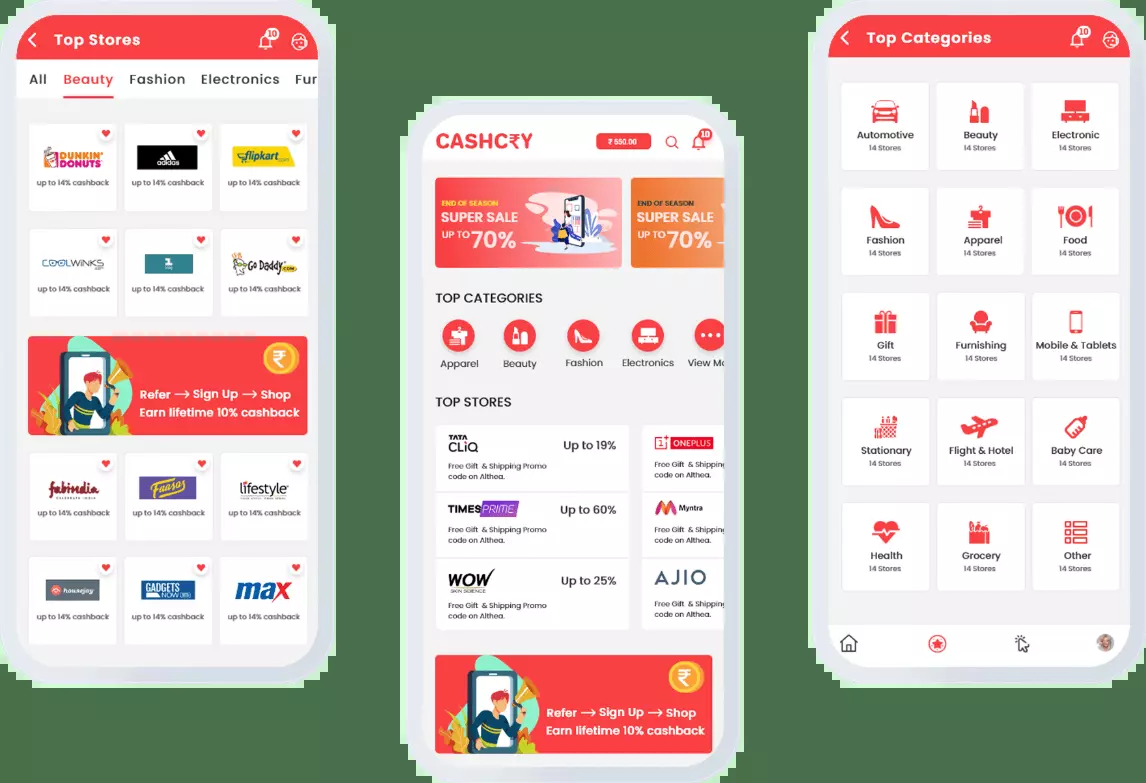 Top Stores
10
All Beauty Fashion Electronics Fur
DUNKIN'
DONUTS
adidas
flipkart.com
up to 14% cashback
up to 14% cashback
up to 14% cashback
COOLWINKS
1
Go Daddy.COM
up to 14% cashback
up to 14% cashback
up to 14% cashback
₹
Refer → Sign Up → Shop
Earn lifetime 10% cashback
fabindia
CELEBRATE INDIA
Faasos
lifestyle
up to 14% cashback
up to 14% cashback
up to 14% cashback
housejoy
GADGETS
NOW
max
up to 14% cashback
up to 14% cashback
up to 14% cashback
CASHC₹Y
₹ 550.00
10
END OF SEASON
SUPER SALE
UP TO 70%
END OF SEASON
SUPER SALE
UP TO 70%
TOP CATEGORIES
Apparel
Beauty
Fashion
Electronics
View Mo
TOP STORES
TATA
CLiQ
Up to 19%
Free Gift & Shipping Promo
code on Althea.
1+ ONEPLUS
Free Gift & Shipping
code on Althea.
TIMES PRIME
Up to 60%
Free Gift & Shipping Promo
code on Althea.
Myntra
Free Gift & Shipping
code on Althea.
WOW
SKIN SCIENCE
Up to 25%
Free Gift & Shipping Promo
code on Althea.
AJIO
Free Gift & Shipping
code on Althea.
₹
Refer → Sign Up → Shop
Earn lifetime 10% cashback
Top Categories
10
Automotive
14 Stores
Beauty
14 Stores
Electronic
14 Stores
Fashion
14 Stores
Apparel
14 Stores
Food
14 Stores
Gift
14 Stores
Furnishing
14 Stores
Mobile & Tablets
14 Stores
Stationary
14 Stores
Flight & Hotel
14 Stores
Baby Care
14 Stores
Health
14 Stores
Grocery
14 Stores
Other
14 Stores